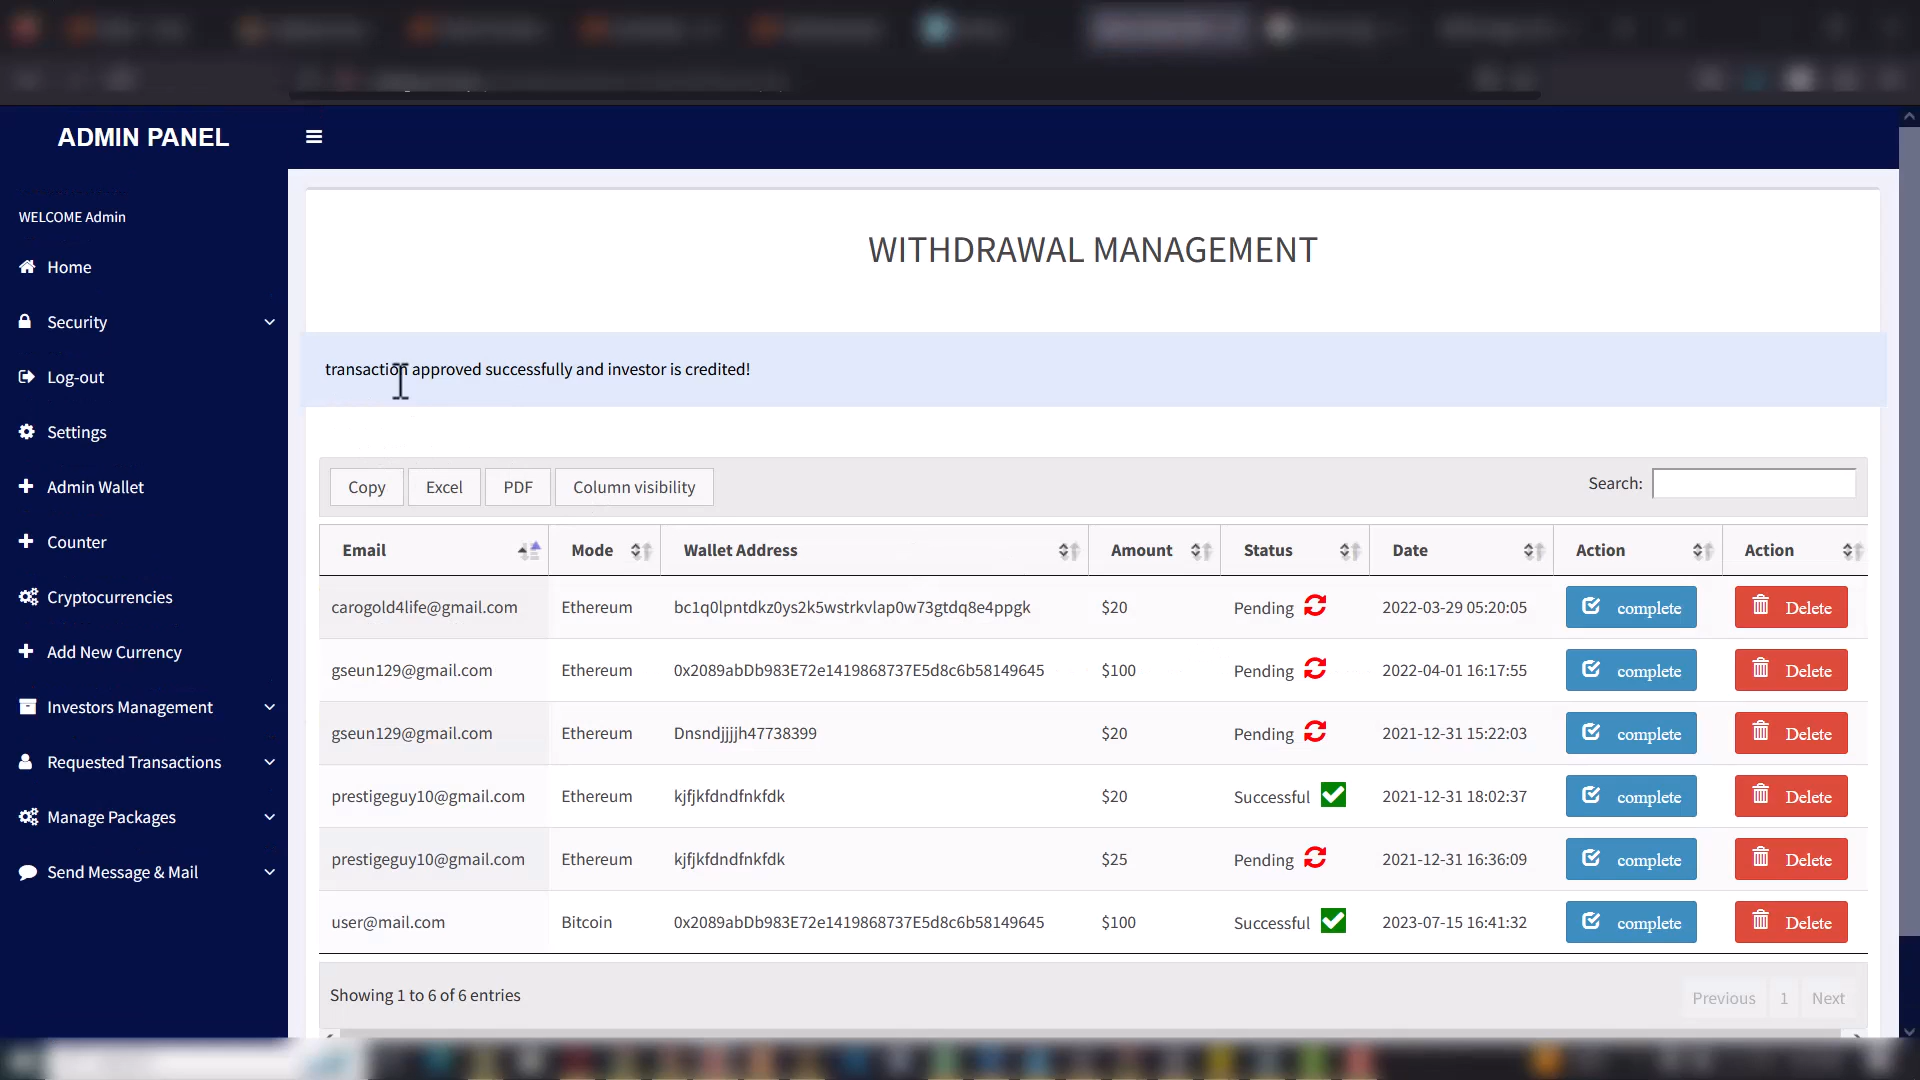 ADMIN PANEL
WELCOME Admin
Home
Security
Log-out
Settings
Admin Wallet
Counter
Cryptocurrencies
Add New Currency
Investors Management
Requested Transactions
Manage Packages
Send Message & Mail
WITHDRAWAL MANAGEMENT
transaction approved successfully and investor is credited!
Copy Excel PDF Column visibility Search:
Email Mode Wallet Address Amount Status Date Action Action
carogold4life@gmail.com Ethereum bc1q0lpntdkz0ys2k5wstrkvlap0w73gtdq8e4ppgk $20 Pending 2022-03-29 05:20:05 complete Delete
gseun129@gmail.com Ethereum 0x2089abDb983E72e1419868737E5d8c6b58149645 $100 Pending 2022-04-01 16:17:55 complete Delete
gseun129@gmail.com Ethereum Dnsndjjjjh47738399 $20 Pending 2021-12-31 15:22:03 complete Delete
prestigeguy10@gmail.com Ethereum kjfjkfdndfnkfdk $20 Successful 2021-12-31 18:02:37 complete Delete
prestigeguy10@gmail.com Ethereum kjfjkfdndfnkfdk $25 Pending 2021-12-31 16:36:09 complete Delete
user@mail.com Bitcoin 0x2089abDb983E72e1419868737E5d8c6b58149645 $100 Successful 2023-07-15 16:41:32 complete Delete
Showing 1 to 6 of 6 entries Previous 1 Next